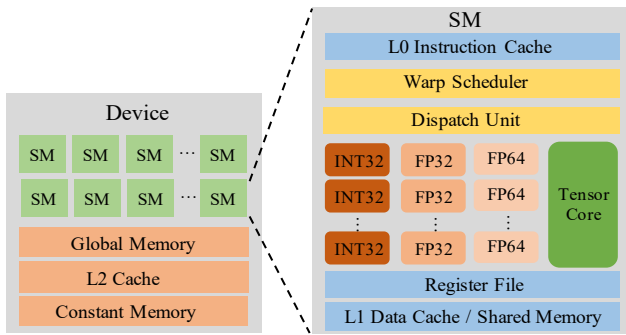 Device
SM SM SM ... SM
SM SM SM ... SM
Global Memory
L2 Cache
Constant Memory
SM
L0 Instruction Cache
Warp Scheduler
Dispatch Unit
INT32 FP32 FP64
INT32 FP32 FP64
INT32 FP32 FP64
Tensor
Core
Register File
L1 Data Cache / Shared Memory